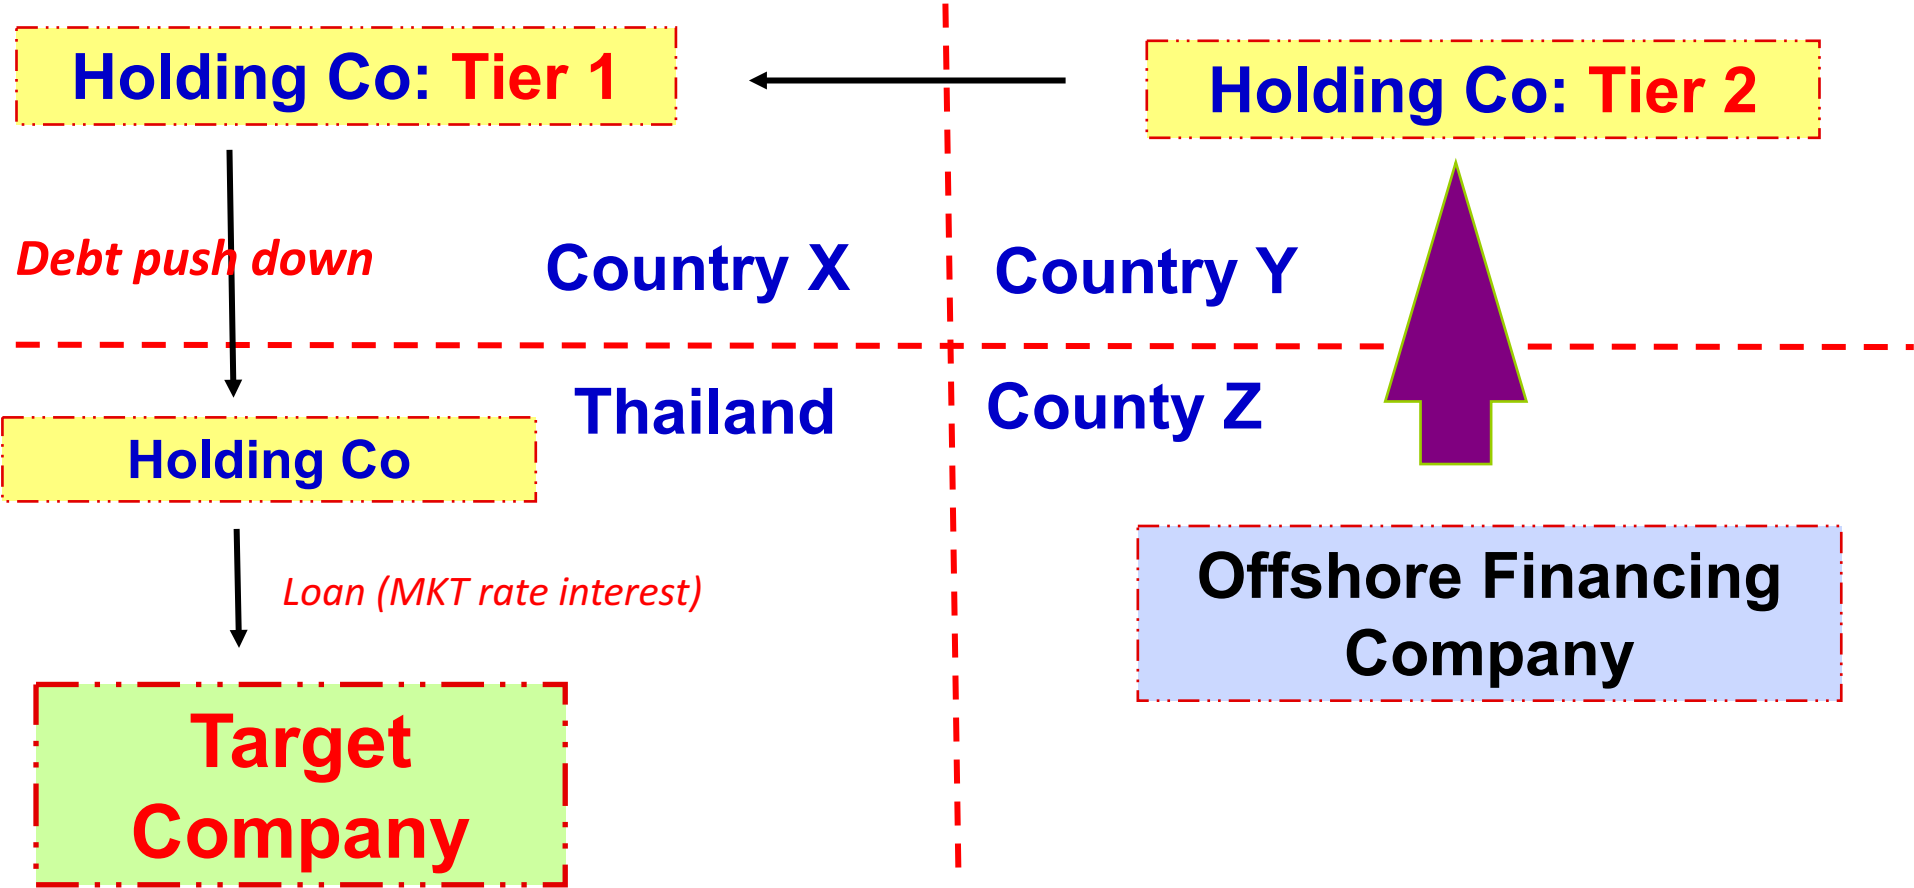 Holding Co: Tier 1
Holding Co: Tier 2
Debt push down
Country X
Country Y
Thailand
County Z
Holding Co
Loan (MKT rate interest)
Offshore Financing
Company
Target
Company